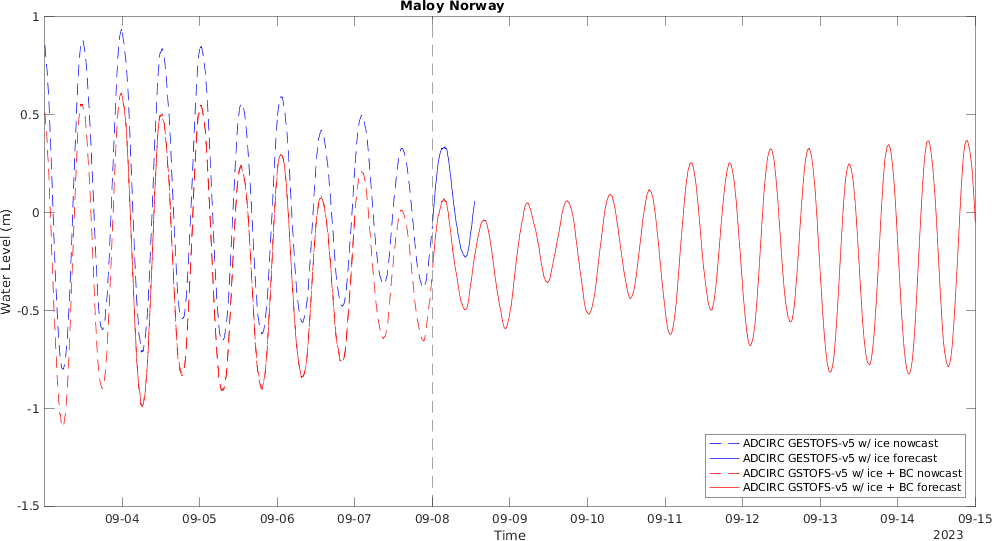 Maloy Norway
1
0.5
0
-0.5
-1
-1.5
Water Level (m)
09-04 09-05 09-06 09-07 09-08 09-09 09-10 09-11 09-12 09-13 09-14 09-15
Time
2023
ADCIRC GESTOFS-v5 w/ ice nowcast
ADCIRC GESTOFS-v5 w/ ice forecast
ADCIRC GSTOFS-v5 w/ ice + BC nowcast
ADCIRC GSTOFS-v5 w/ ice + BC forecast